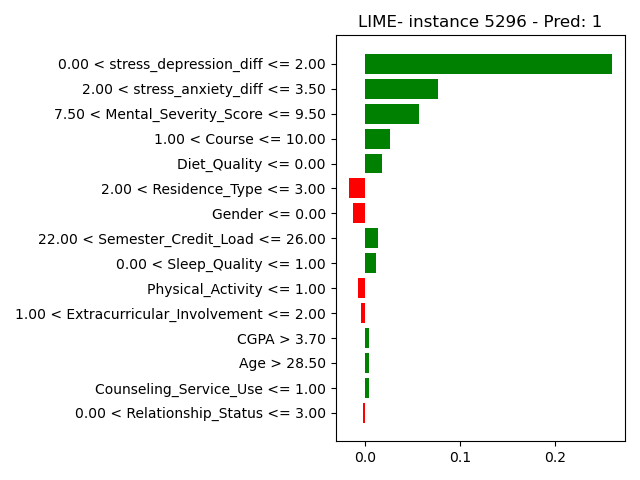 LIME- instance 5296 - Pred: 1
0.00 < stress_depression_diff <= 2.00
2.00 < stress_anxiety_diff <= 3.50
7.50 < Mental_Severity_Score <= 9.50
1.00 < Course <= 10.00
Diet_Quality <= 0.00
2.00 < Residence_Type <= 3.00
Gender <= 0.00
22.00 < Semester_Credit_Load <= 26.00
0.00 < Sleep_Quality <= 1.00
Physical_Activity <= 1.00
1.00 < Extracurricular_Involvement <= 2.00
CGPA > 3.70
Age > 28.50
Counseling_Service_Use <= 1.00
0.00 < Relationship_Status <= 3.00
0.0 0.1 0.2